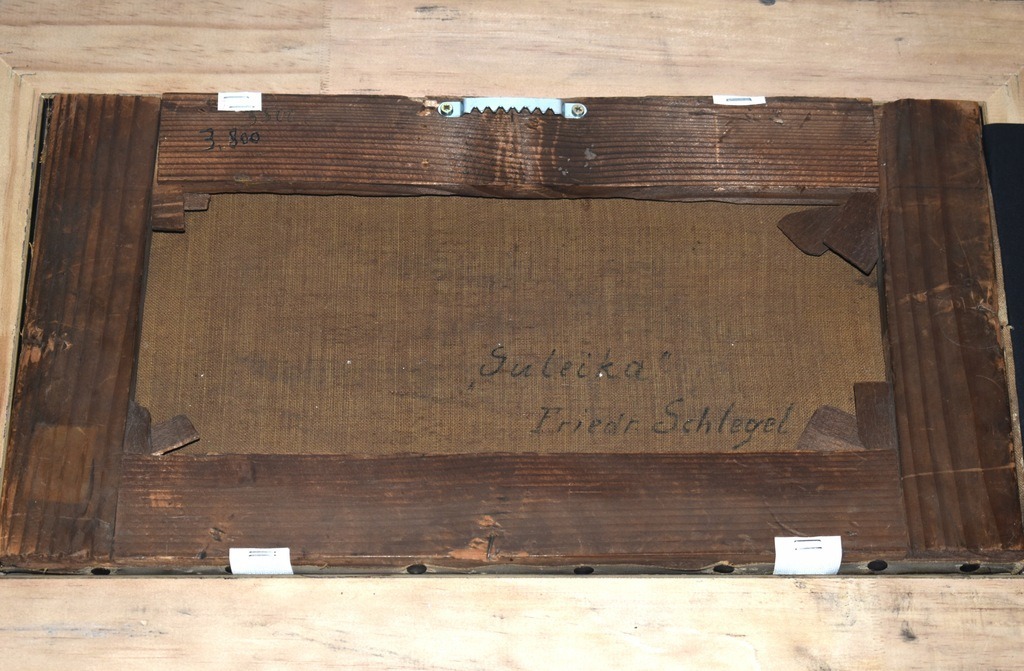 3.800
„Suleika"
Friedr Schlegel